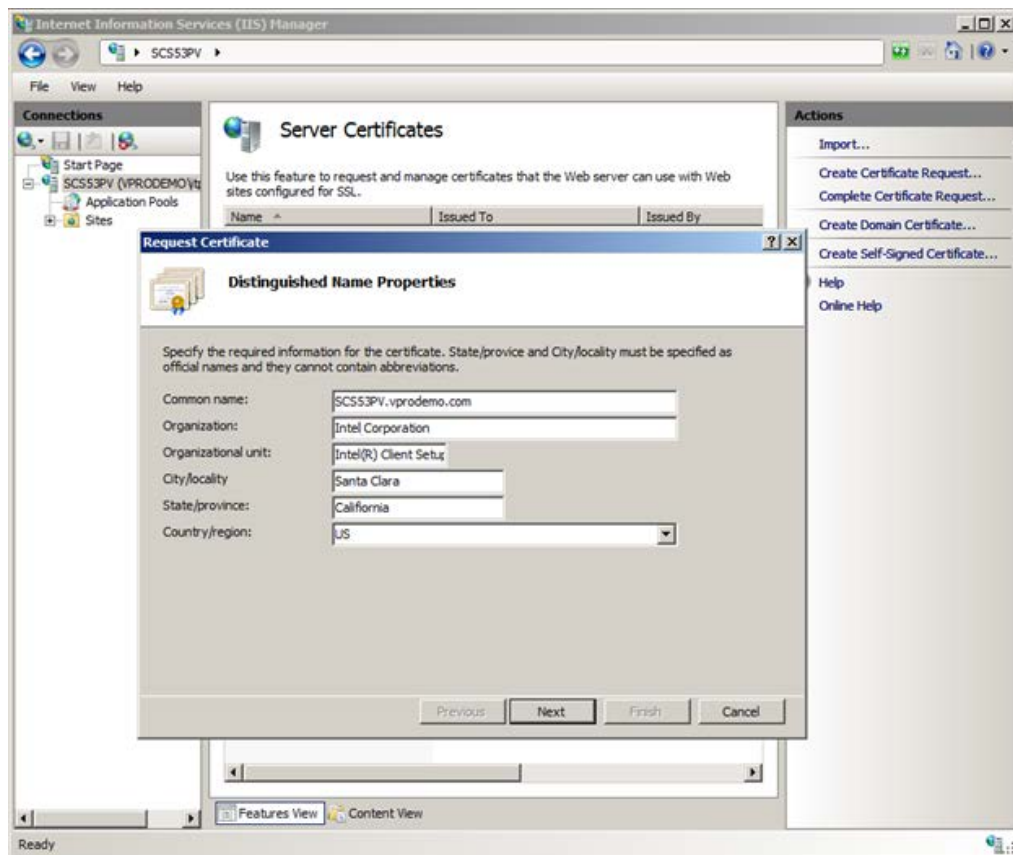 Internet Information Services (IIS) Manager
SCS53PV
File View Help
Connections
Start Page
SCS53PV (VPRODEMO\
Application Pools
Sites
Server Certificates
Use this feature to request and manage certificates that the Web server can use with Web
sites configured for SSL.
Name Issued To Issued By
Actions
Import...
Create Certificate Request...
Complete Certificate Request...
Create Domain Certificate...
Create Self-Signed Certificate...
Help
Online Help
Request Certificate
Distinguished Name Properties
Specify the required information for the certificate. State/provice and City/locality must be specified as
official names and they cannot contain abbreviations.
Common name: SCS53PV.vprodemo.com
Organization: Intel Corporation
Organizational unit: Intel(R) Client Setup
City/locality Santa Clara
State/province: California
Country/region: US
Previous Next Finish Cancel
Features View Content View
Ready